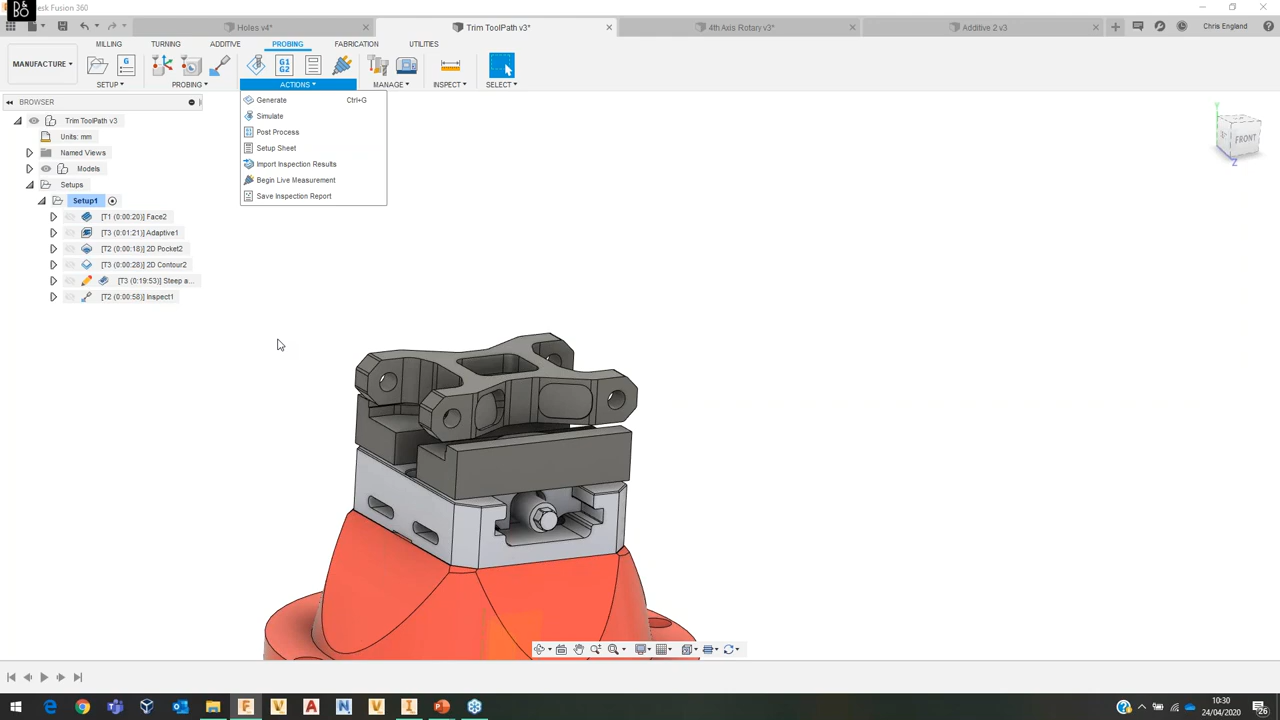 B&O
Autodesk Fusion 360
Holes v4*
Trim ToolPath v3*
4th Axis Rotary v3*
Additive 2 v3
Chris England
MILLING TURNING ADDITIVE PROBING FABRICATION UTILITIES
MANUFACTURE
G1
G2
SETUP PROBING ACTIONS MANAGE INSPECT SELECT
BROWSER
Generate Ctrl+G
Simulate
Post Process
Setup Sheet
Import Inspection Results
Begin Live Measurement
Save Inspection Report
Trim ToolPath v3
Units: mm
Named Views
Models
Setups
Setup1
[T1 (0:00:20)] Face2
[T3 (0:01:21)] Adaptive1
[T2 (0:00:18)] 2D Pocket2
[T3 (0:00:28)] 2D Contour2
[T3 (0:19:53)] Steep a...
[T2 (0:00:58)] Inspect1
FRONT
Y
Z
10:30
24/04/2020
26